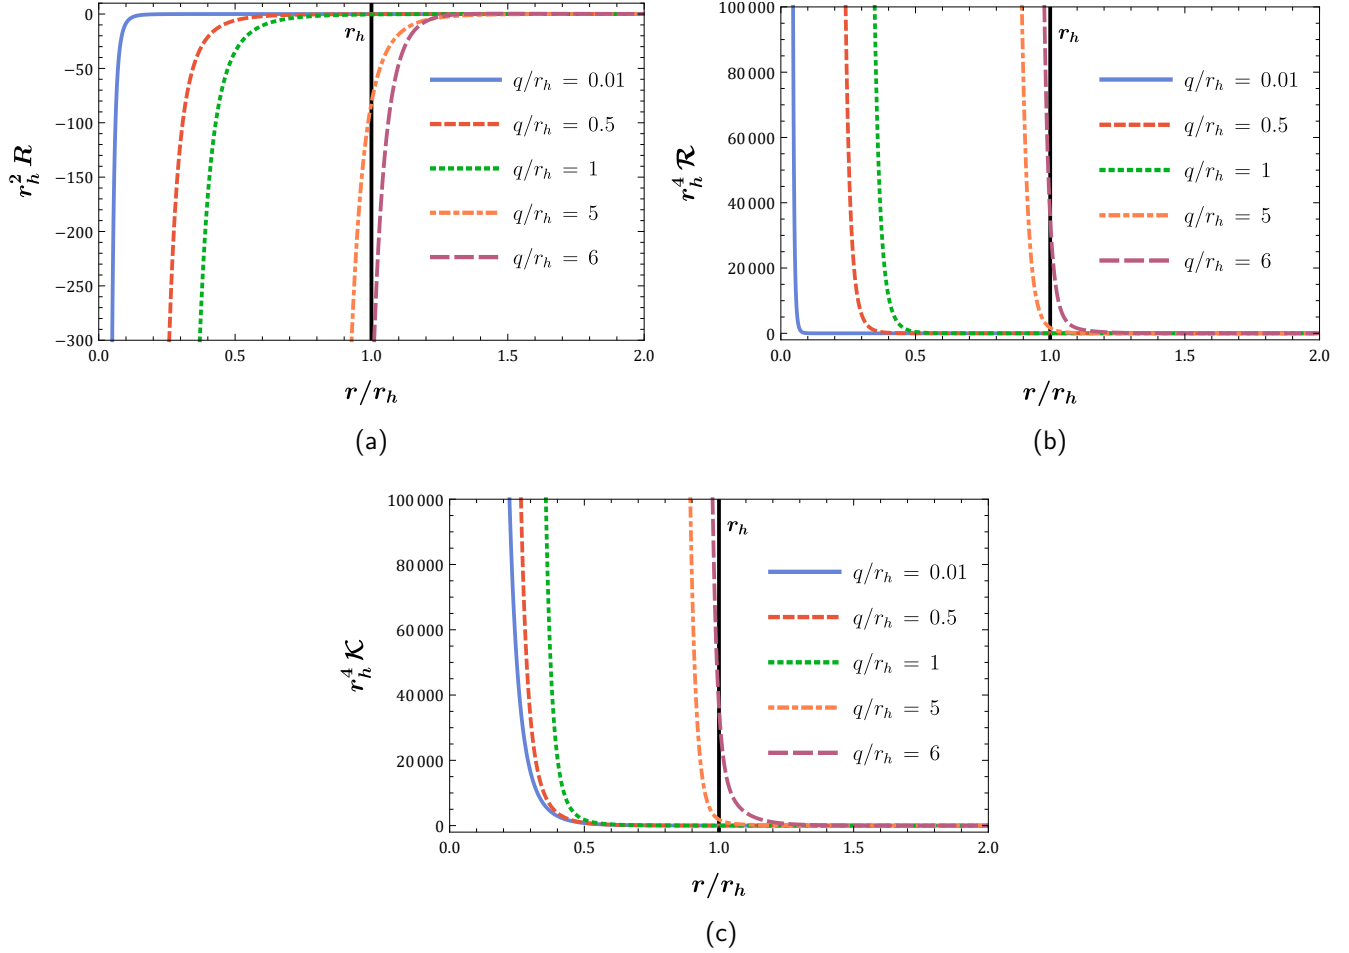 0
−50
−100
−150
−200
−250
−300
0.0
0.5
1.0
1.5
2.0
r_h^2 R
r/r_h
r_h
q/r_h = 0.01
q/r_h = 0.5
q/r_h = 1
q/r_h = 5
q/r_h = 6
(a)
100 000
80 000
60 000
40 000
20 000
0
0.0
0.5
1.0
1.5
2.0
r_h^4 ℛ
r/r_h
r_h
q/r_h = 0.01
q/r_h = 0.5
q/r_h = 1
q/r_h = 5
q/r_h = 6
(b)
100 000
80 000
60 000
40 000
20 000
0
0.0
0.5
1.0
1.5
2.0
r_h^4 𝒦
r/r_h
r_h
q/r_h = 0.01
q/r_h = 0.5
q/r_h = 1
q/r_h = 5
q/r_h = 6
(c)